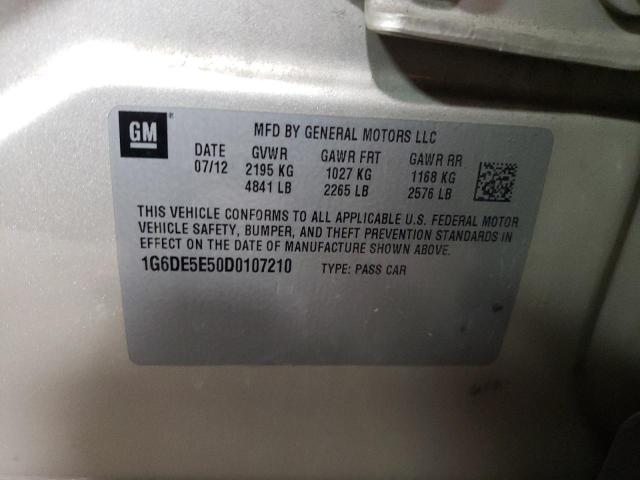 GM
MFD BY GENERAL MOTORS LLC
DATE GVWR GAWR FRT GAWR RR
07/12 2195 KG 1027 KG 1168 KG
4841 LB 2265 LB 2576 LB
THIS VEHICLE CONFORMS TO ALL APPLICABLE U.S. FEDERAL MOTOR
VEHICLE SAFETY, BUMPER, AND THEFT PREVENTION STANDARDS IN
EFFECT ON THE DATE OF MANUFACTURE SHOWN ABOVE.
1G6DE5E50D0107210 TYPE: PASS CAR